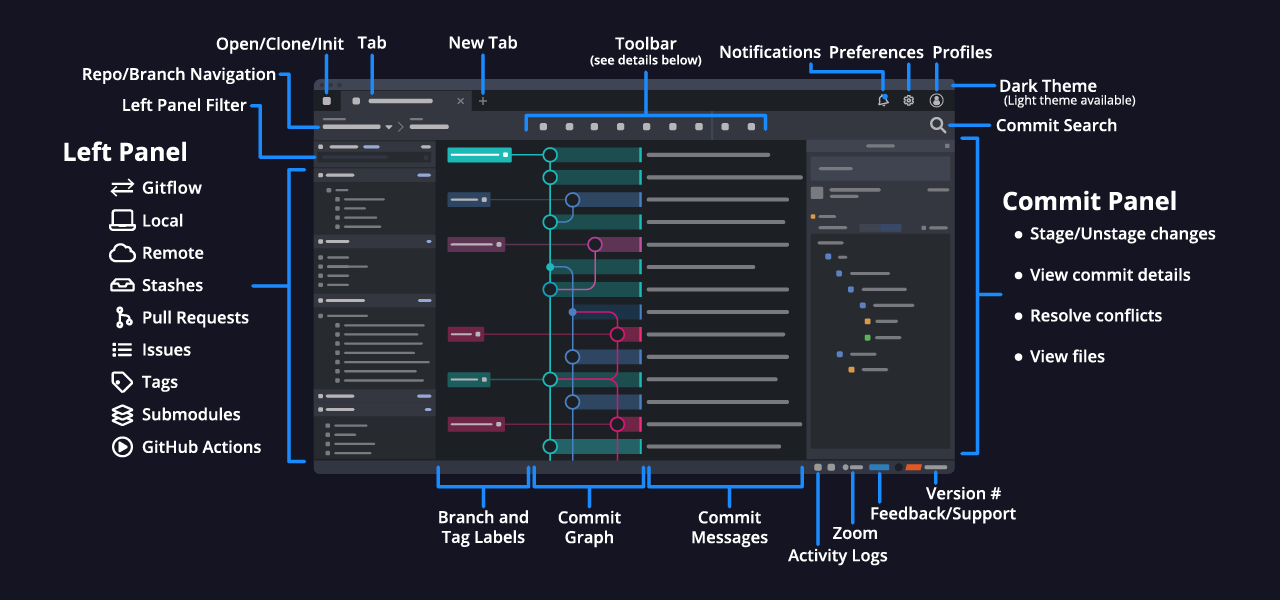 Open/Clone/Init
Tab
New Tab
Toolbar
(see details below)
Notifications
Preferences
Profiles
Repo/Branch Navigation
Left Panel Filter
Dark Theme
(Light theme available)
Commit Search
Left Panel
Gitflow
Local
Remote
Stashes
Pull Requests
Issues
Tags
Submodules
GitHub Actions
Commit Panel
• Stage/Unstage changes
• View commit details
• Resolve conflicts
• View files
Branch and
Tag Labels
Commit
Graph
Commit
Messages
Version #
Feedback/Support
Zoom
Activity Logs